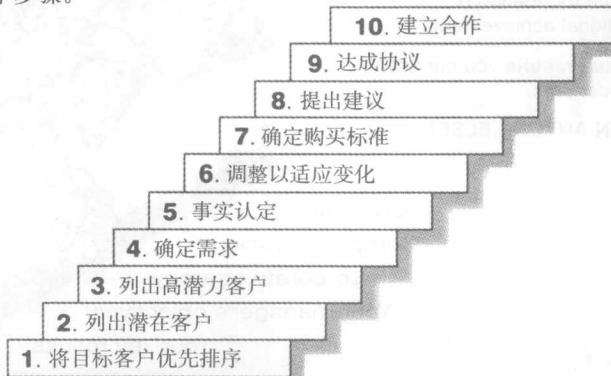 10. 建立合作
9. 达成协议
8. 提出建议
7. 确定购买标准
6. 调整以适应变化
5. 事实认定
4. 确定需求
3. 列出高潜力客户
2. 列出潜在客户
1. 将目标客户优先排序